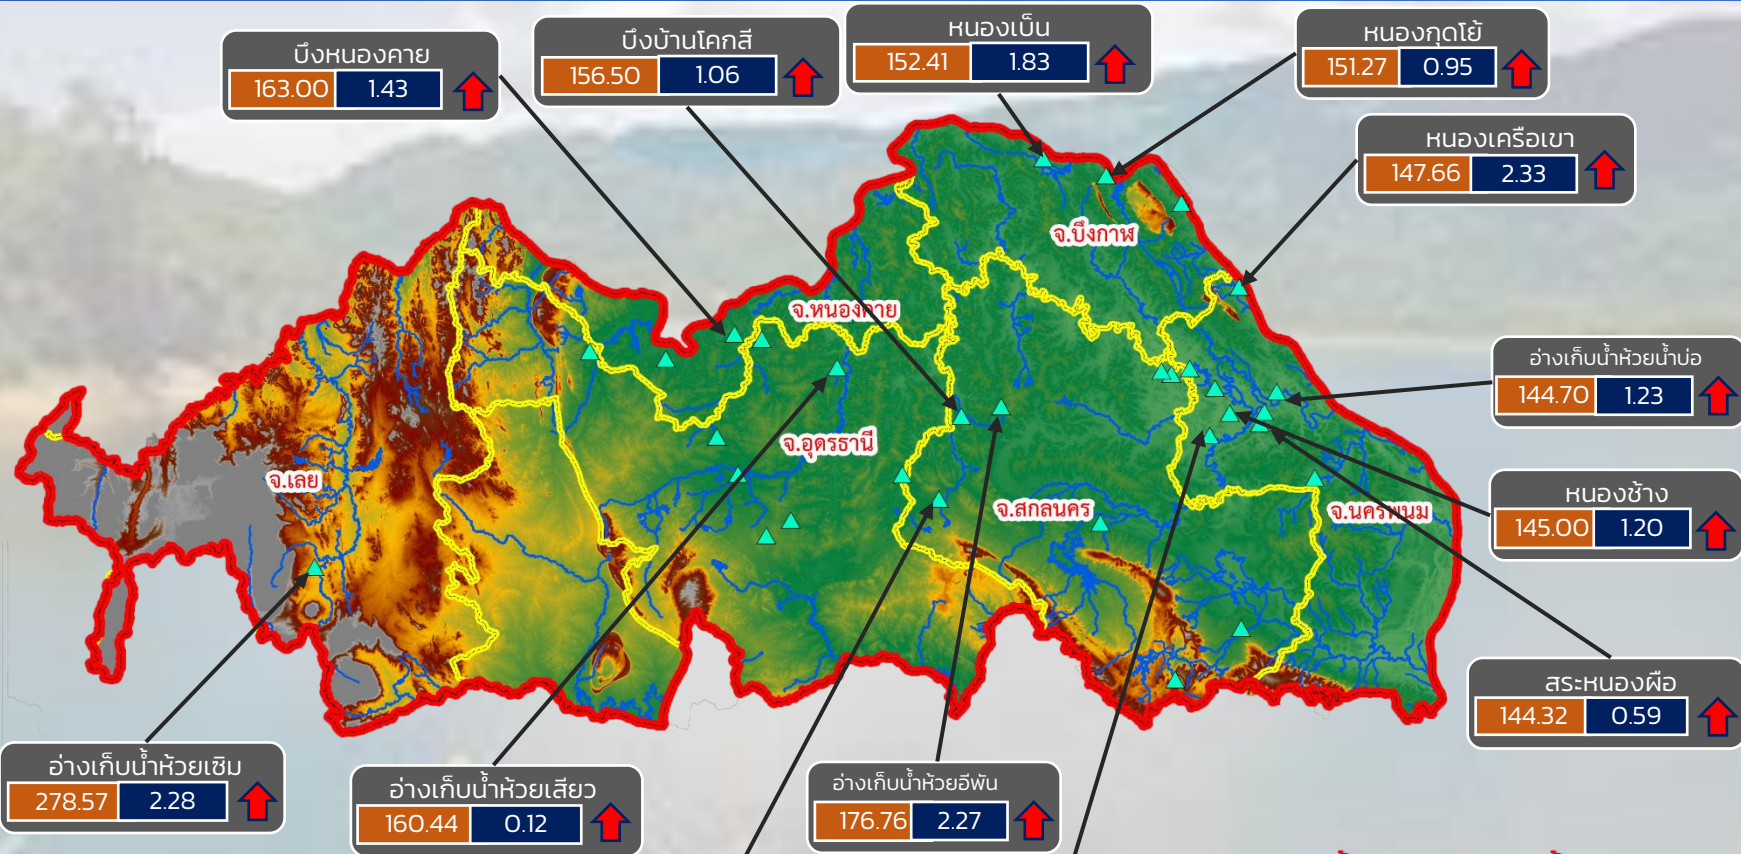 บึงหนองคาย
163.00 1.43
บึงบ้านโคกสี
156.50 1.06
หนองเบ็น
152.41 1.83
หนองกุดโย้
151.27 0.95
หนองเครือเขา
147.66 2.33
จ.บึงกาฬ
จ.หนองคาย
จ.อุดรธานี
จ.เลย
จ.สกลนคร
จ.นครพนม
อ่างเก็บน้ำห้วยน้ำบ่อ
144.70 1.23
หนองช้าง
145.00 1.20
สระหนองผือ
144.32 0.59
อ่างเก็บน้ำห้วยเชิม
278.57 2.28
อ่างเก็บน้ำห้วยเสียว
160.44 0.12
อ่างเก็บน้ำห้วยอีพัน
176.76 2.27